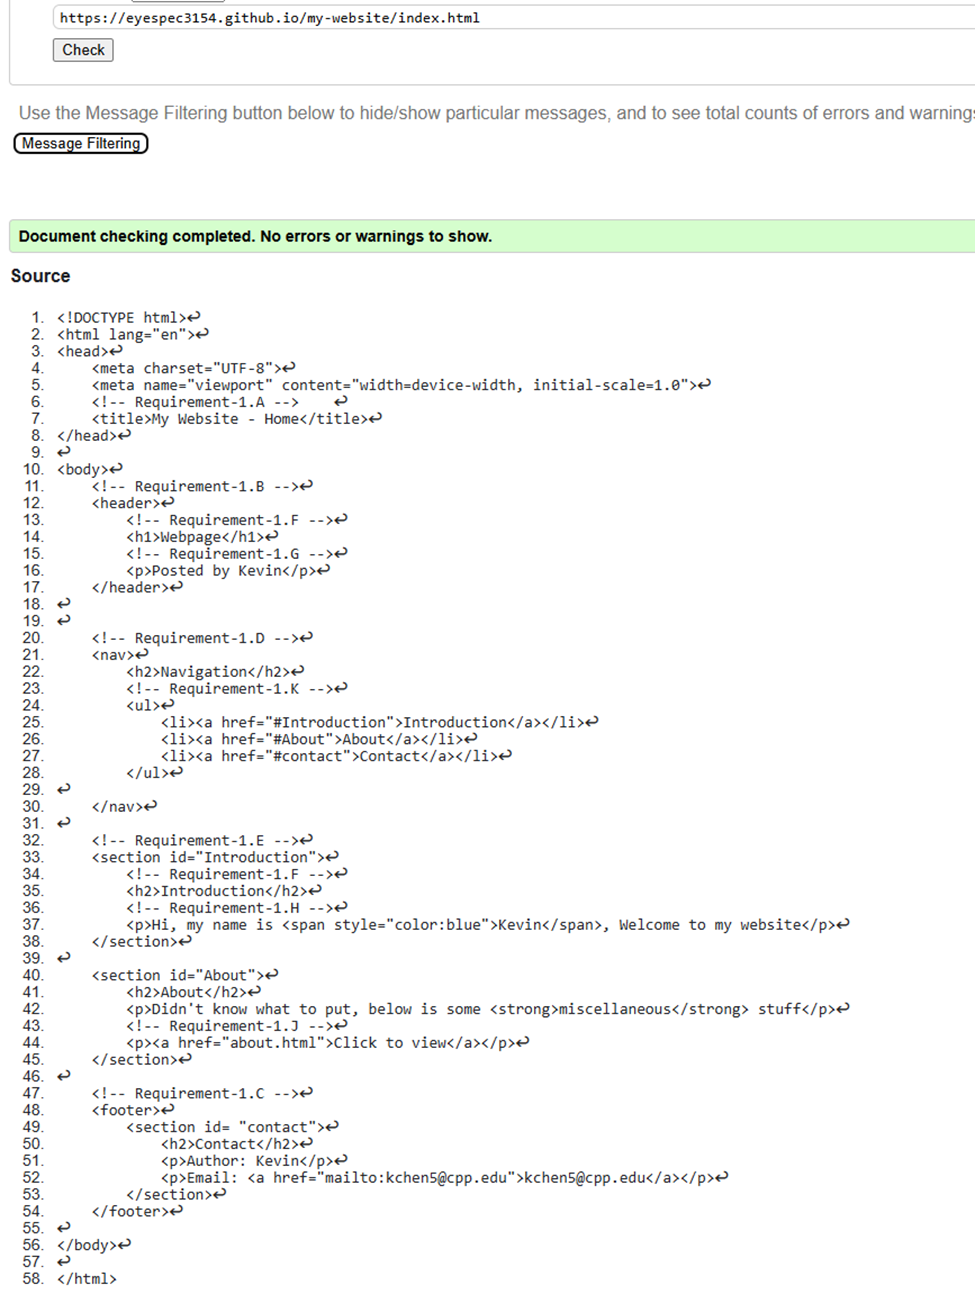 https://eyespec3154.github.io/my-website/index.html
Check
Use the Message Filtering button below to hide/show particular messages, and to see total counts of errors and warnings
Message Filtering
Document checking completed. No errors or warnings to show.
Source
1. <!DOCTYPE html>↩
2. <html lang="en">↩
3. <head>↩
4.     <meta charset="UTF-8">↩
5.     <meta name="viewport" content="width=device-width, initial-scale=1.0">↩
6.     <!-- Requirement-1.A -->    ↩
7.     <title>My Website - Home</title>↩
8. </head>↩
9. ↩
10. <body>↩
11.     <!-- Requirement-1.B -->↩
12.     <header>↩
13.         <!-- Requirement-1.F -->↩
14.         <h1>Webpage</h1>↩
15.         <!-- Requirement-1.G -->↩
16.         <p>Posted by Kevin</p>↩
17.     </header>↩
18. ↩
19. ↩
20.     <!-- Requirement-1.D -->↩
21.     <nav>↩
22.         <h2>Navigation</h2>↩
23.         <!-- Requirement-1.K -->↩
24.         <ul>↩
25.             <li><a href="#Introduction">Introduction</a></li>↩
26.             <li><a href="#About">About</a></li>↩
27.             <li><a href="#contact">Contact</a></li>↩
28.         </ul>↩
29. ↩
30.     </nav>↩
31. ↩
32.     <!-- Requirement-1.E -->↩
33.     <section id="Introduction">↩
34.         <!-- Requirement-1.F -->↩
35.         <h2>Introduction</h2>↩
36.         <!-- Requirement-1.H -->↩
37.         <p>Hi, my name is <span style="color:blue">Kevin</span>, Welcome to my website</p>↩
38.     </section>↩
39. ↩
40.     <section id="About">↩
41.         <h2>About</h2>↩
42.         <p>Didn't know what to put, below is some <strong>miscellaneous</strong> stuff</p>↩
43.         <!-- Requirement-1.J -->↩
44.         <p><a href="about.html">Click to view</a></p>↩
45.     </section>↩
46. ↩
47.     <!-- Requirement-1.C -->↩
48.     <footer>↩
49.         <section id= "contact">↩
50.             <h2>Contact</h2>↩
51.             <p>Author: Kevin</p>↩
52.             <p>Email: <a href="mailto:kchen5@cpp.edu">kchen5@cpp.edu</a></p>↩
53.         </section>↩
54.     </footer>↩
55. ↩
56. </body>↩
57. ↩
58. </html>